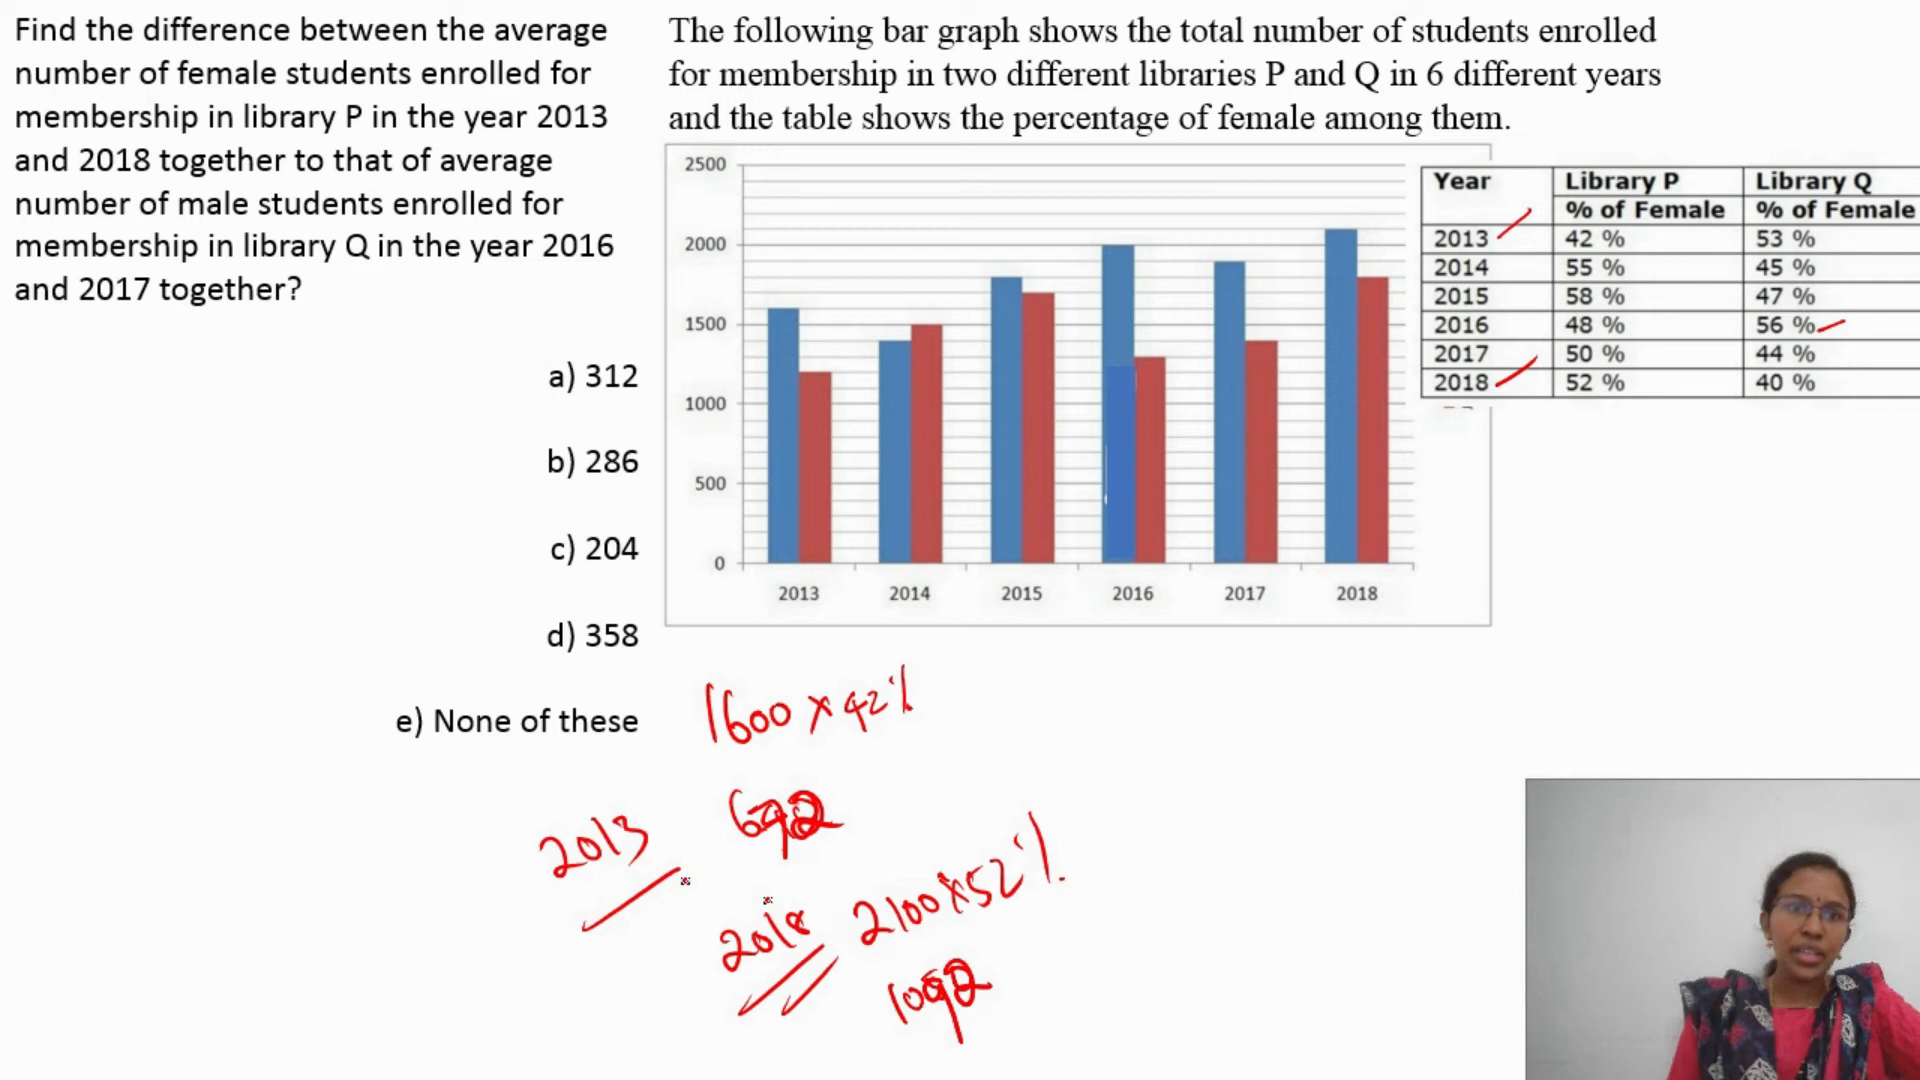 Find the difference between the average
number of female students enrolled for
membership in library P in the year 2013
and 2018 together to that of average
number of male students enrolled for
membership in library Q in the year 2016
and 2017 together?
a) 312
b) 286
c) 204
d) 358
e) None of these
The following bar graph shows the total number of students enrolled
for membership in two different libraries P and Q in 6 different years
and the table shows the percentage of female among them.
2500
2000
1500
1000
500
0
2013 2014 2015 2016 2017 2018
Year Library P Library Q
% of Female % of Female
2013 42 % 53 %
2014 55 % 45 %
2015 58 % 47 %
2016 48 % 56 %
2017 50 % 44 %
2018 52 % 40 %
1600 x 42%
2013
2018 2100x52%
1092